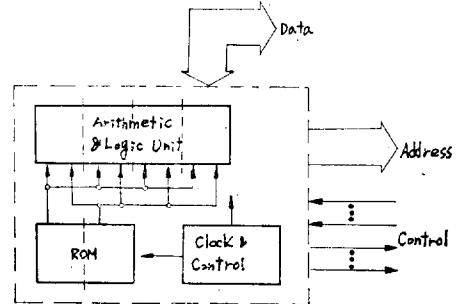 Data
Arithmetic
& Logic Unit
Address
Control
ROM
Clock &
Control